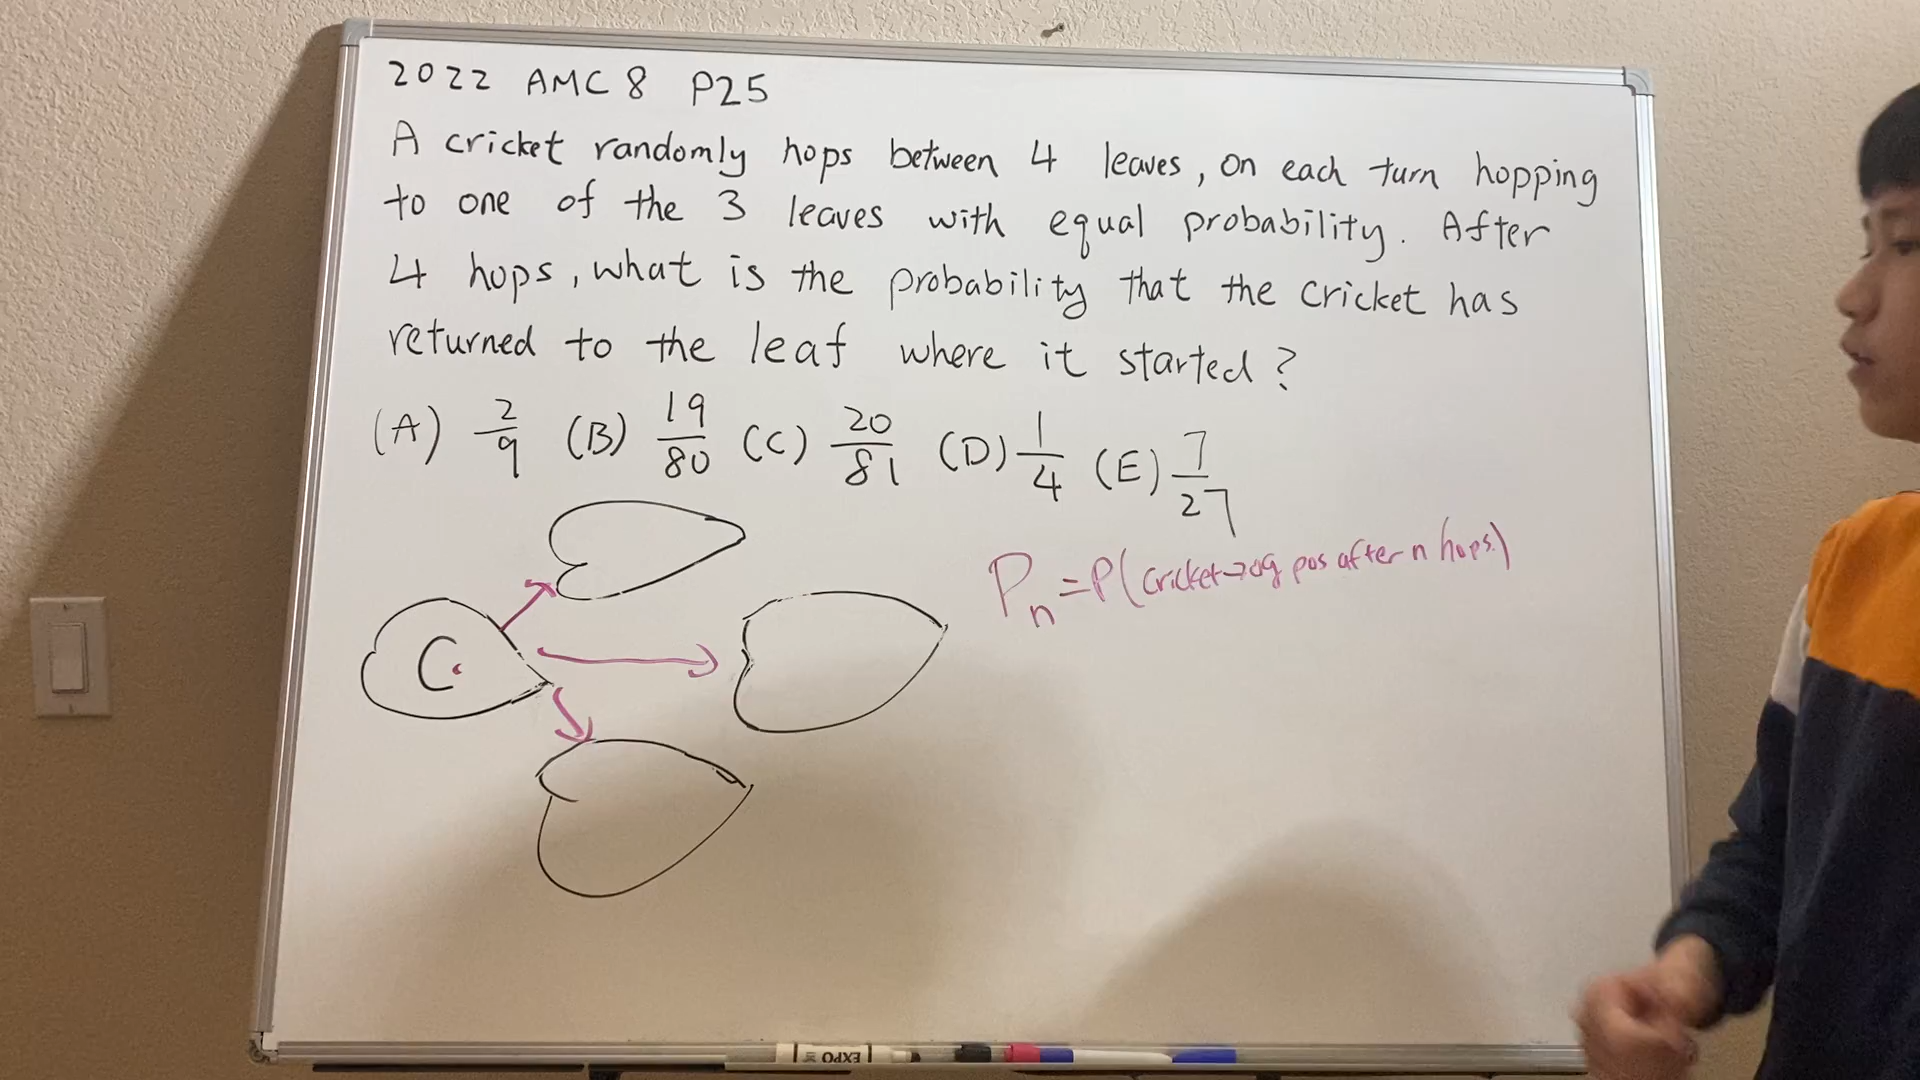 2022 AMC 8 P25
A cricket randomly hops between 4 leaves, on each turn hopping
to one of the 3 leaves with equal probability. After
4 hops, what is the probability that the cricket has
returned to the leaf where it started?
(A) 2/9 (B) 19/80 (C) 20/81 (D) 1/4 (E) 7/27
P_n = P(cricket→og pos after n hops.)
C
EXPO